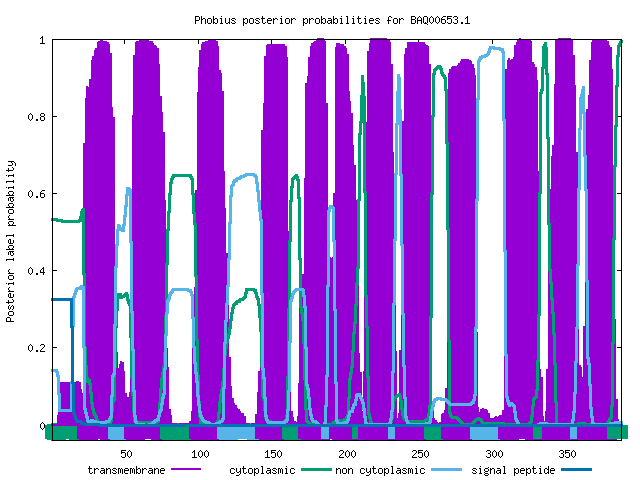 Phobius posterior probabilities for BAQ00653.1
Posterior label probability
1
0.8
0.6
0.4
0.2
0
50 100 150 200 250 300 350
transmembrane cytoplasmic non cytoplasmic signal peptide